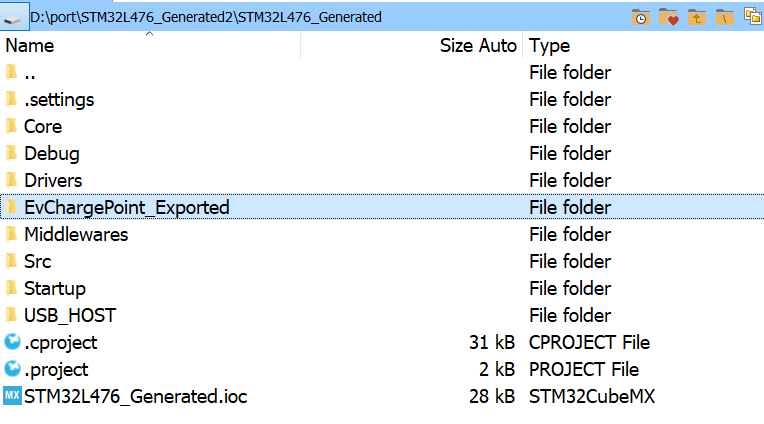 D:\port\STM32L476_Generated2\STM32L476_Generated
Name Size Auto Type
.. File folder
.settings File folder
Core File folder
Debug File folder
Drivers File folder
EvChargePoint_Exported File folder
Middlewares File folder
Src File folder
Startup File folder
USB_HOST File folder
.cproject 31 kB CPROJECT File
.project 2 kB PROJECT File
MX STM32L476_Generated.ioc 28 kB STM32CubeMX